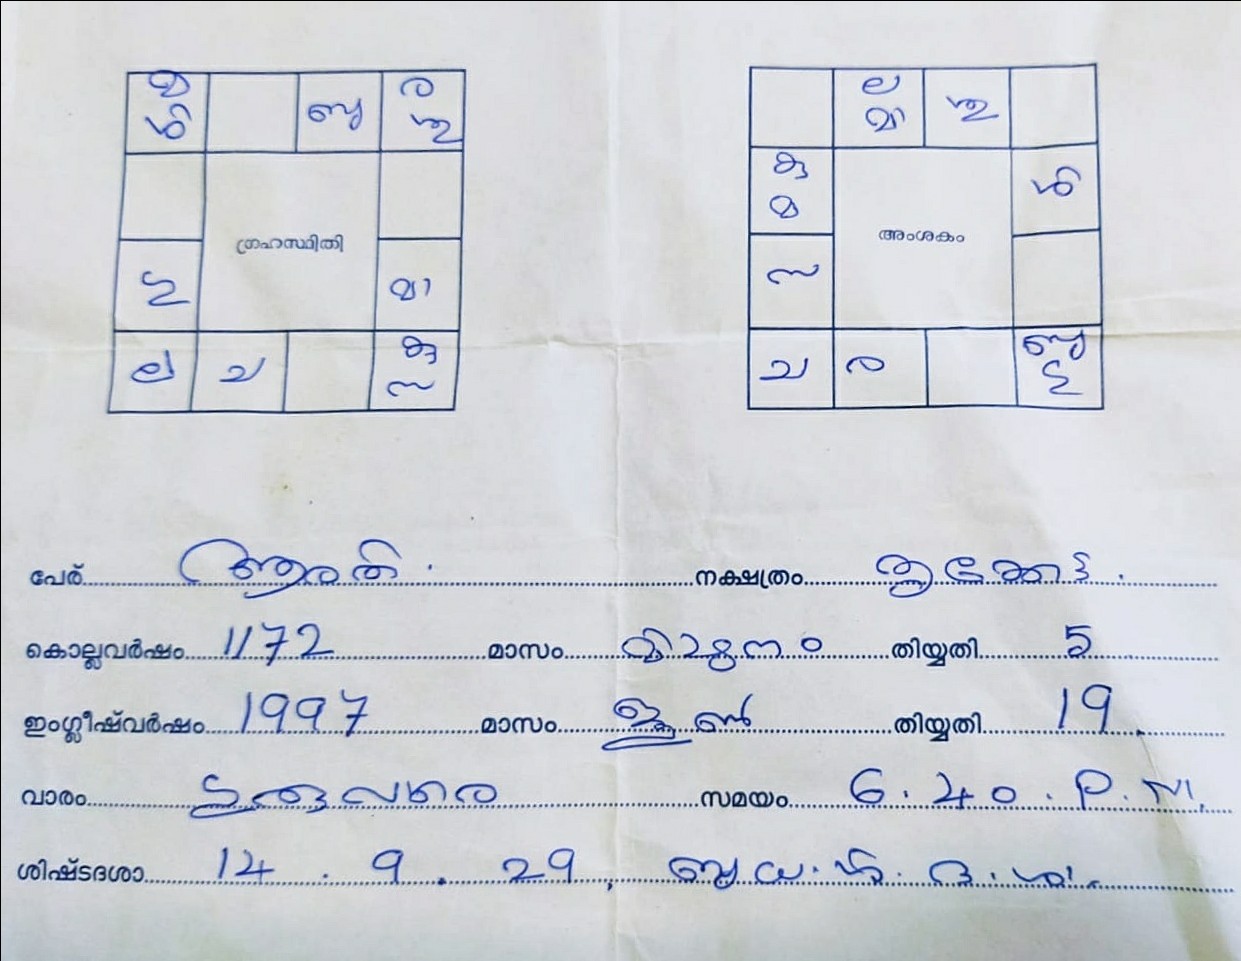 മ ബു ര ല
ശി ശു മാ ശു
കു
മ ശി
ഗ്രഹസ്ഥിതി അംശകം
ഗു മാ സ
ല ച കു ച ര ബു
സ ഗു
പേര് ആരതി. നക്ഷത്രം തൃക്കേട്ട.
കൊല്ലവർഷം 1172 മാസം മിഥുനം തിയ്യതി 5
ഇംഗ്ലീഷ്‌വർഷം 1997 മാസം ജൂൺ തിയ്യതി 19.
വാരം വ്യാഴം സമയം 6.40.P.M.
ശിഷ്ടദശാ 14.9.29, ബുധ.ശി.ദ.ശാ.